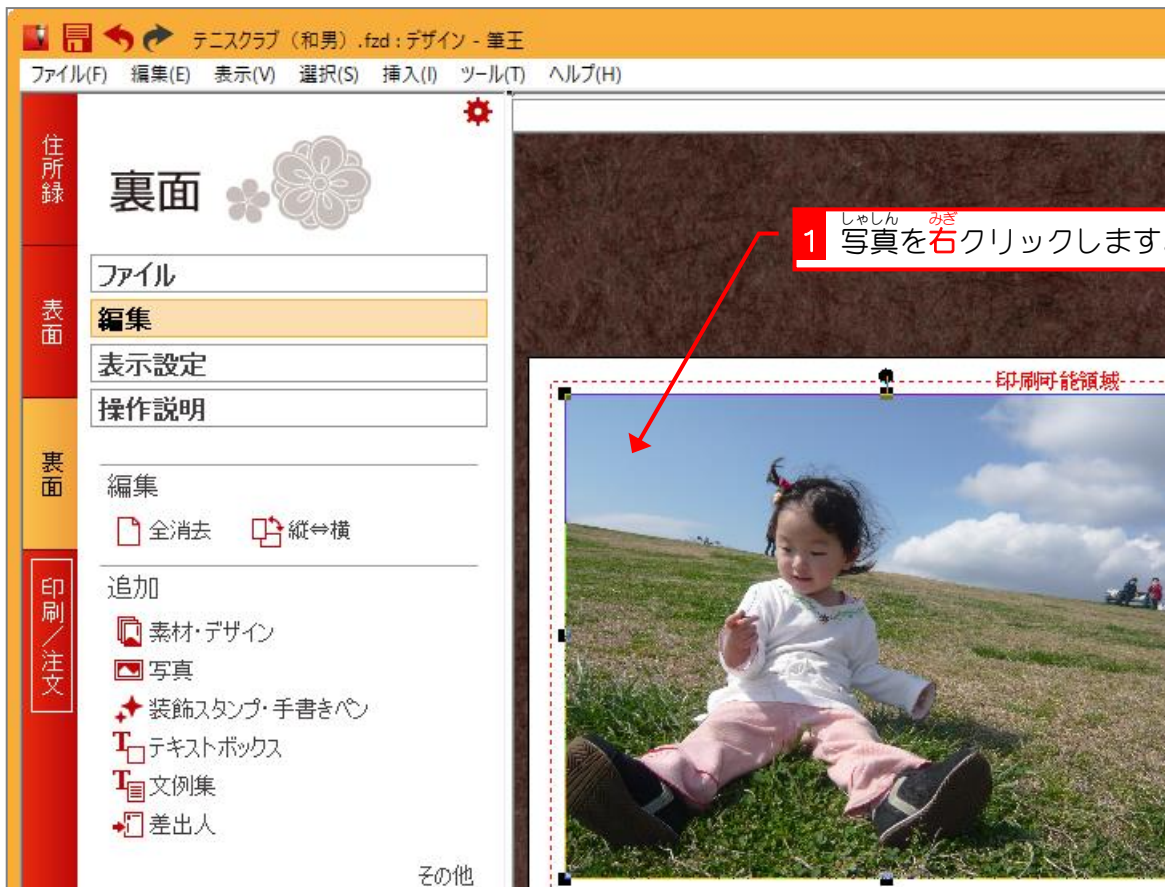 テニスクラブ（和男）.fzd : デザイン - 筆王
ファイル(F) 編集(E) 表示(V) 選択(S) 挿入(I) ツール(T) ヘルプ(H)
住所録
表面
裏面
印刷／注文
裏面
ファイル
編集
表示設定
操作説明
編集
全消去 縦⇔横
追加
素材・デザイン
写真
装飾スタンプ・手書きペン
テキストボックス
文例集
差出人
その他
しゃしん みぎ
1 写真を右クリックします
印刷可能領域